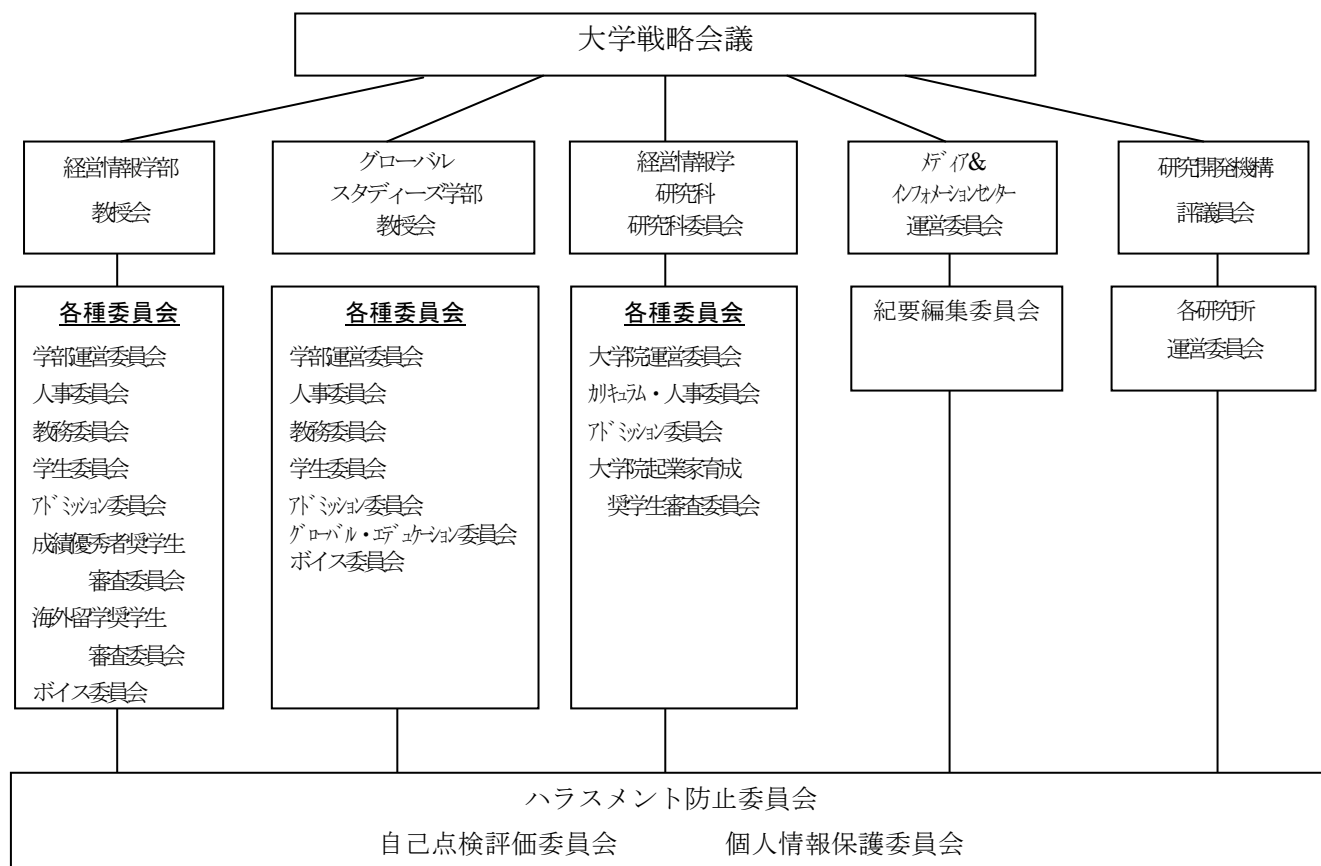 大学戦略会議
経営情報学部
教授会
グローバル
スタディーズ学部
教授会
経営情報学
研究科
研究科委員会
ﾒﾃﾞｨｱ&
ｲﾝﾌｫﾒｰｼｮﾝｾﾝﾀｰ
運営委員会
研究開発機構
評議員会
各種委員会
学部運営委員会
人事委員会
教務委員会
学生委員会
ｱﾄﾞﾐｯｼｮﾝ委員会
成績優秀者奨学生
審査委員会
海外留学奨学生
審査委員会
ボイス委員会
各種委員会
学部運営委員会
人事委員会
教務委員会
学生委員会
ｱﾄﾞﾐｯｼｮﾝ委員会
ｸﾞﾛｰﾊﾞﾙ・ｴﾃﾞｭｹｰｼｮﾝ委員会
ボイス委員会
各種委員会
大学院運営委員会
ｶﾘｷｭﾗﾑ・人事委員会
ｱﾄﾞﾐｯｼｮﾝ委員会
大学院起業家育成
奨学生審査委員会
紀要編集委員会
各研究所
運営委員会
ハラスメント防止委員会
自己点検評価委員会 個人情報保護委員会